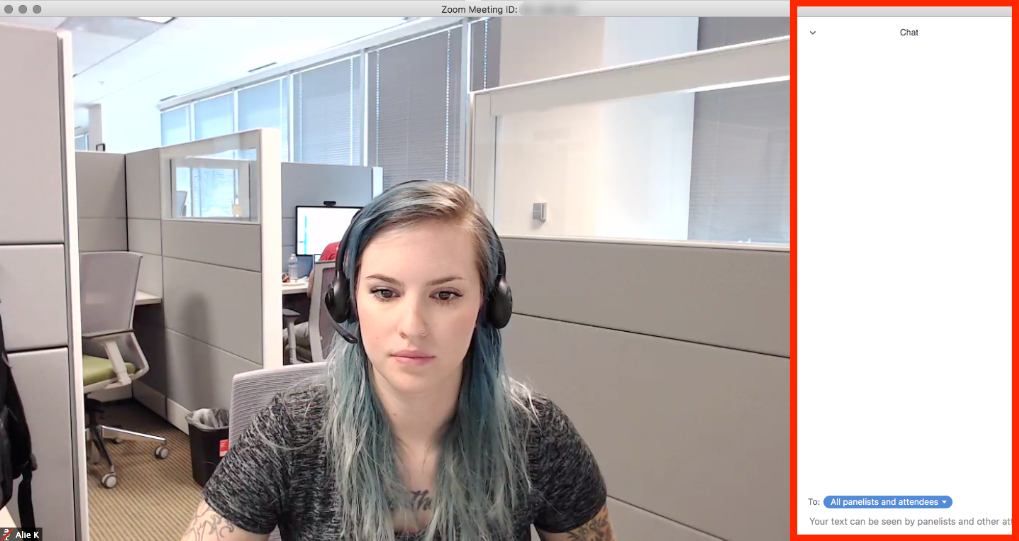 Zoom Meeting ID:
Chat
Alie K
To: All panelists and attendees
Your text can be seen by panelists and other att